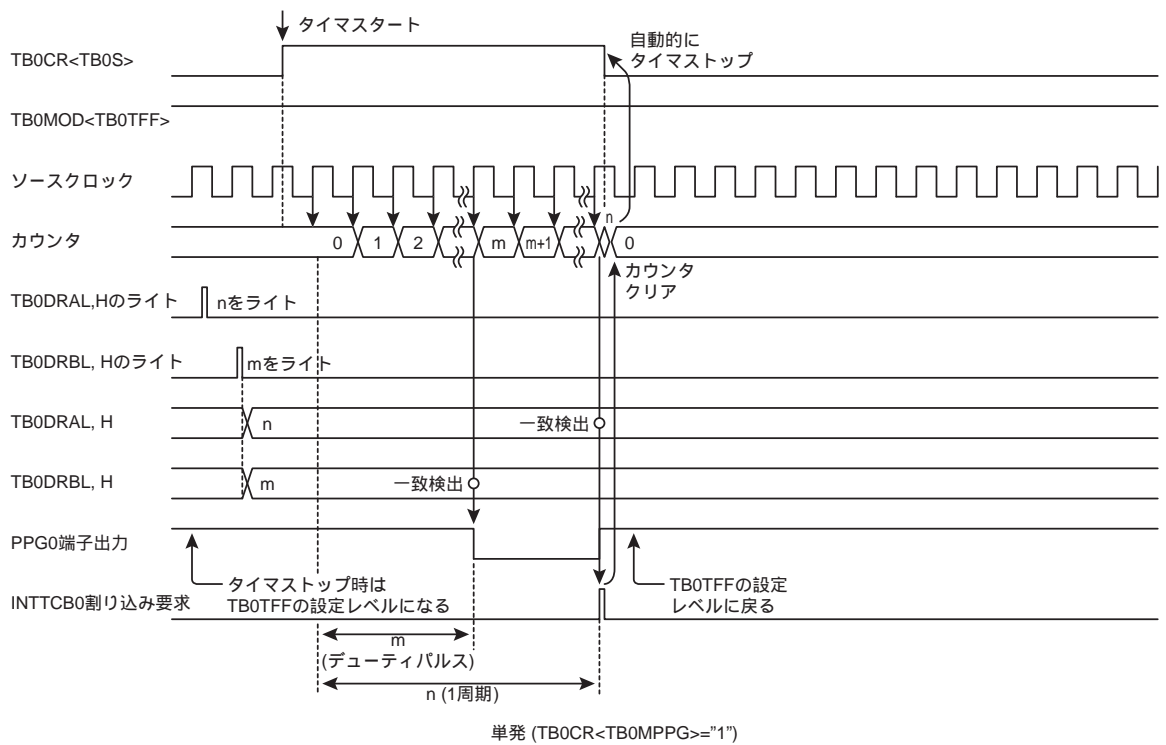 タイマスタート
自動的に
タイマストップ
TB0CR<TB0S>
TB0MOD<TB0TFF>
ソースクロック
カウンタ
0
1
2
m
m+1
n
0
カウンタ
クリア
TB0DRAL,Hのライト
nをライト
TB0DRBL, Hのライト
mをライト
TB0DRAL, H
n
一致検出
TB0DRBL, H
m
一致検出
PPG0端子出力
タイマストップ時は
TB0TFFの設定レベルになる
TB0TFFの設定
レベルに戻る
INTTCB0割り込み要求
m
(デューティパルス)
n (1周期)
単発 (TB0CR<TB0MPPG>="1")